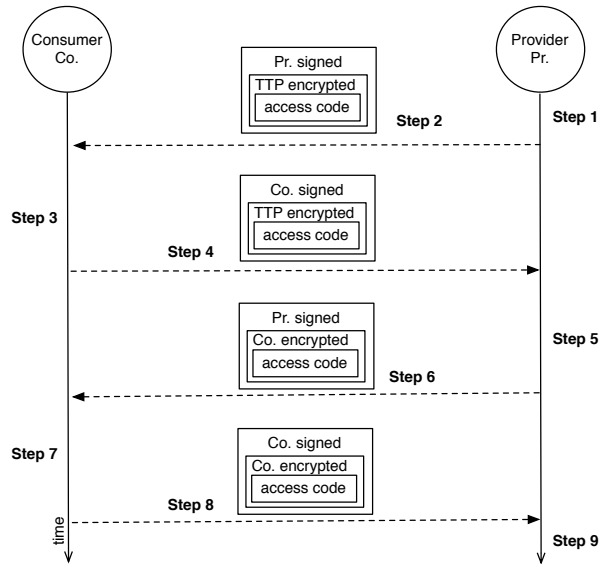 Consumer
Co.
Provider
Pr.
Pr. signed
TTP encrypted
access code
Step 1
Step 2
Co. signed
TTP encrypted
access code
Step 3
Step 4
Pr. signed
Co. encrypted
access code
Step 5
Step 6
Co. signed
Co. encrypted
access code
Step 7
Step 8
time
Step 9